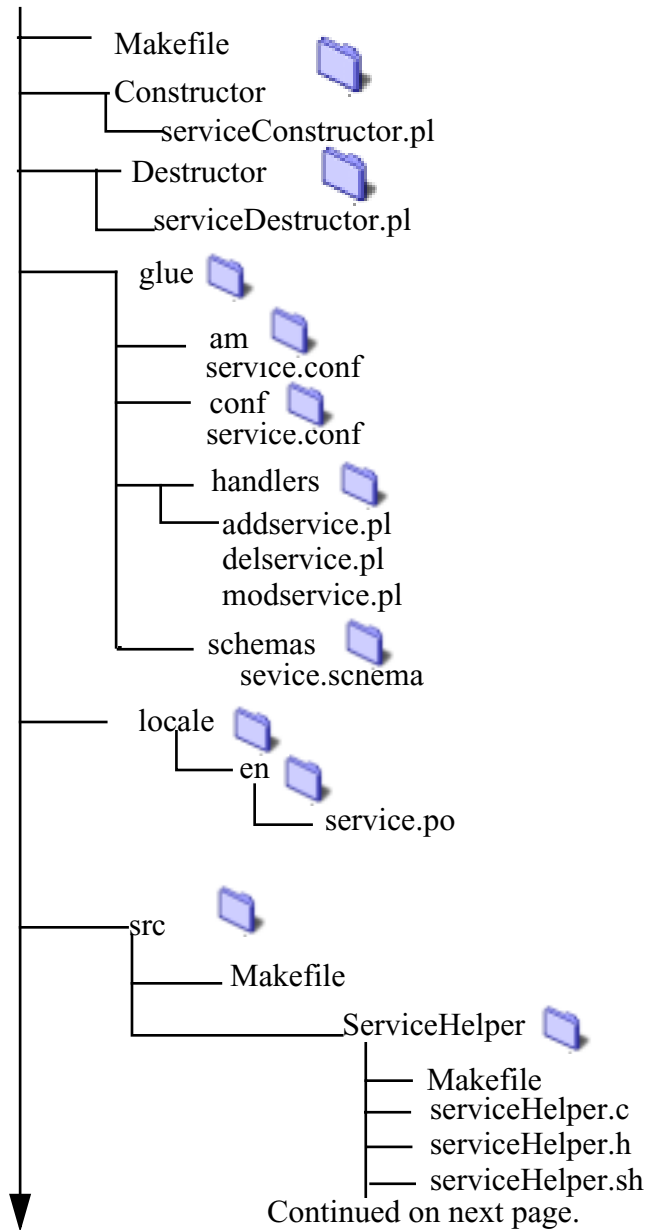 Makefile
Constructor
serviceConstructor.pl
Destructor
serviceDestructor.pl
glue
am
service.conf
conf
service.conf
handlers
addservice.pl
delservice.pl
modservice.pl
schemas
sevice.schema
locale
en
service.po
src
Makefile
ServiceHelper
Makefile
serviceHelper.c
serviceHelper.h
serviceHelper.sh
Continued on next page.